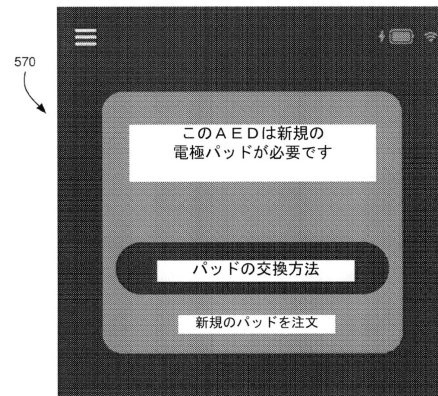 570
このＡＥＤは新規の
電極パッドが必要です
パッドの交換方法
新規のパッドを注文